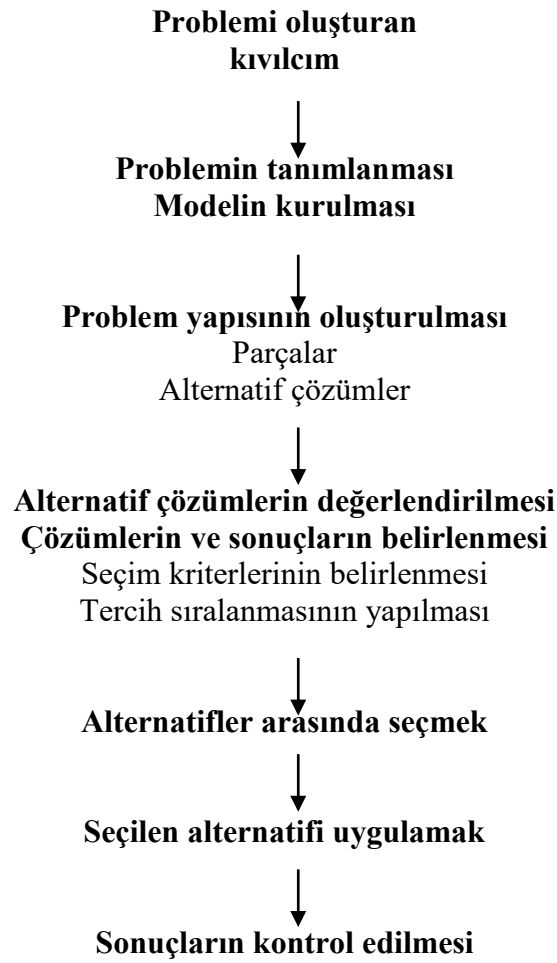 Problemi oluşturan
kıvılcım
Problemin tanımlanması
Modelin kurulması
Problem yapısının oluşturulması
Parçalar
Alternatif çözümler
Alternatif çözümlerin değerlendirilmesi
Çözümlerin ve sonuçların belirlenmesi
Seçim kriterlerinin belirlenmesi
Tercih sıralanmasının yapılması
Alternatifler arasında seçmek
Seçilen alternatifi uygulamak
Sonuçların kontrol edilmesi